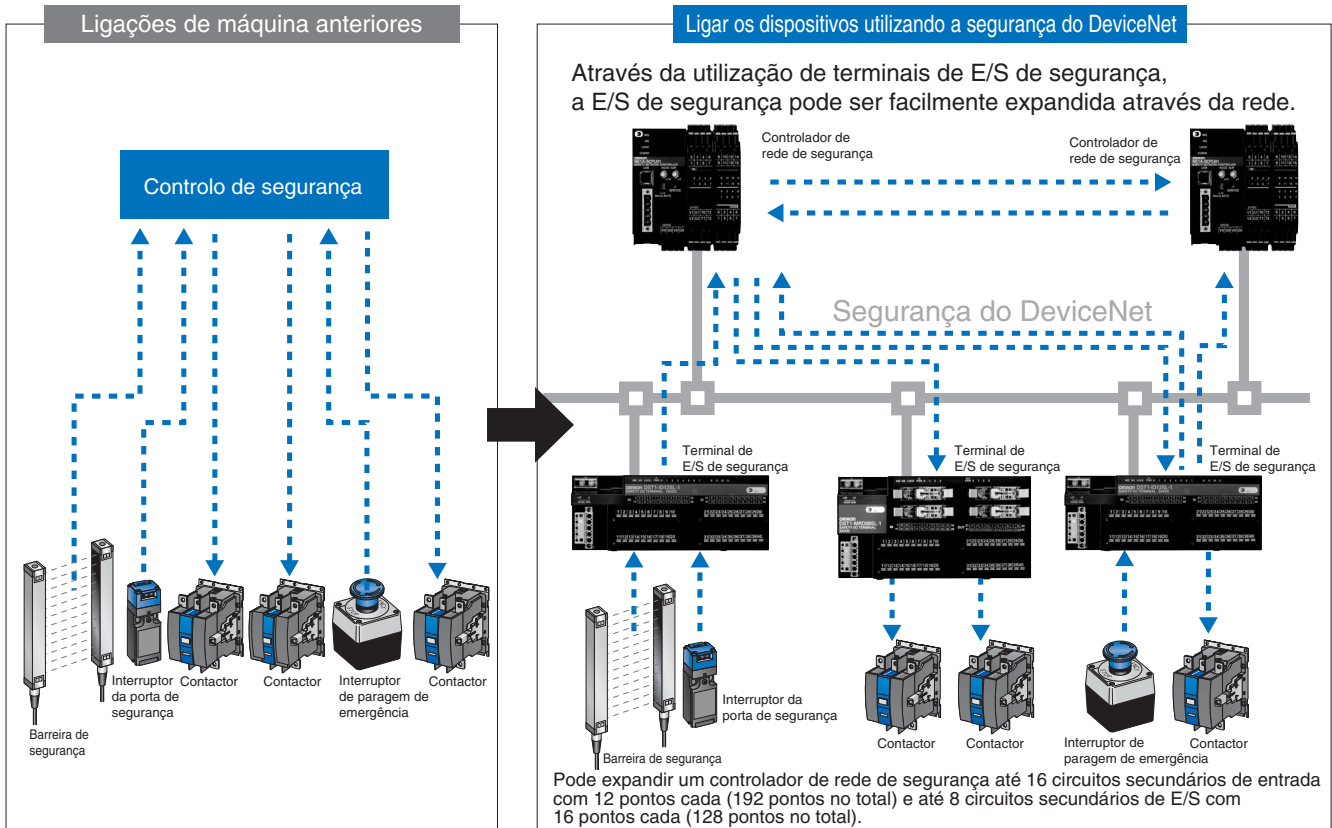 Ligações de máquina anteriores
Controlo de segurança
Barreira de
segurança
Interruptor
da porta de
segurança
Contactor
Contactor
Interruptor
de paragem de
emergência
Contactor
Ligar os dispositivos utilizando a segurança do DeviceNet
Através da utilização de terminais de E/S de segurança,
a E/S de segurança pode ser facilmente expandida através da rede.
Controlador de
rede de segurança
Controlador de
rede de segurança
Segurança do DeviceNet
Terminal de
E/S de segurança
Terminal de
E/S de segurança
Terminal de
E/S de segurança
Barreira de segurança
Interruptor da
porta de segurança
Contactor
Contactor
Interruptor de
paragem de emergência
Contactor
Pode expandir um controlador de rede de segurança até 16 circuitos secundários de entrada
com 12 pontos cada (192 pontos no total) e até 8 circuitos secundários de E/S com
16 pontos cada (128 pontos no total).